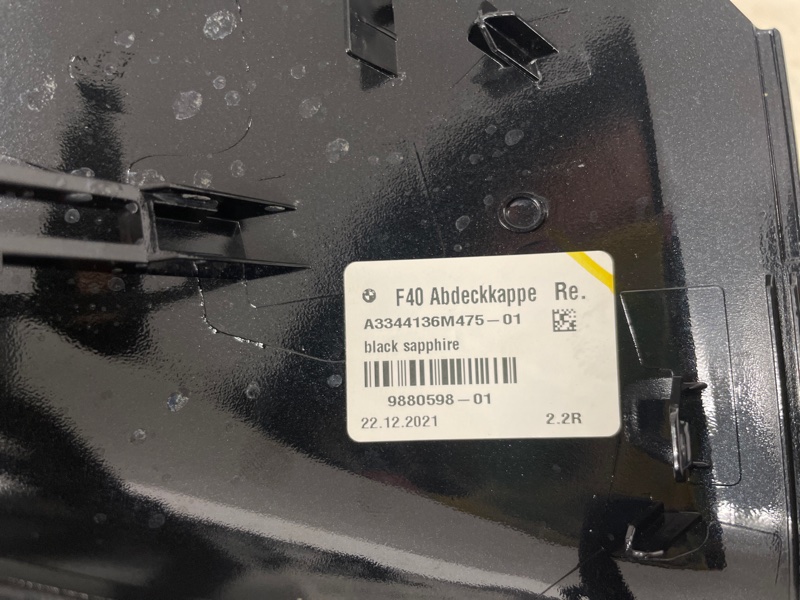 F40 Abdeckkappe Re.
A3344136M475-01
black sapphire
9880598-01
22.12.2021 2.2R